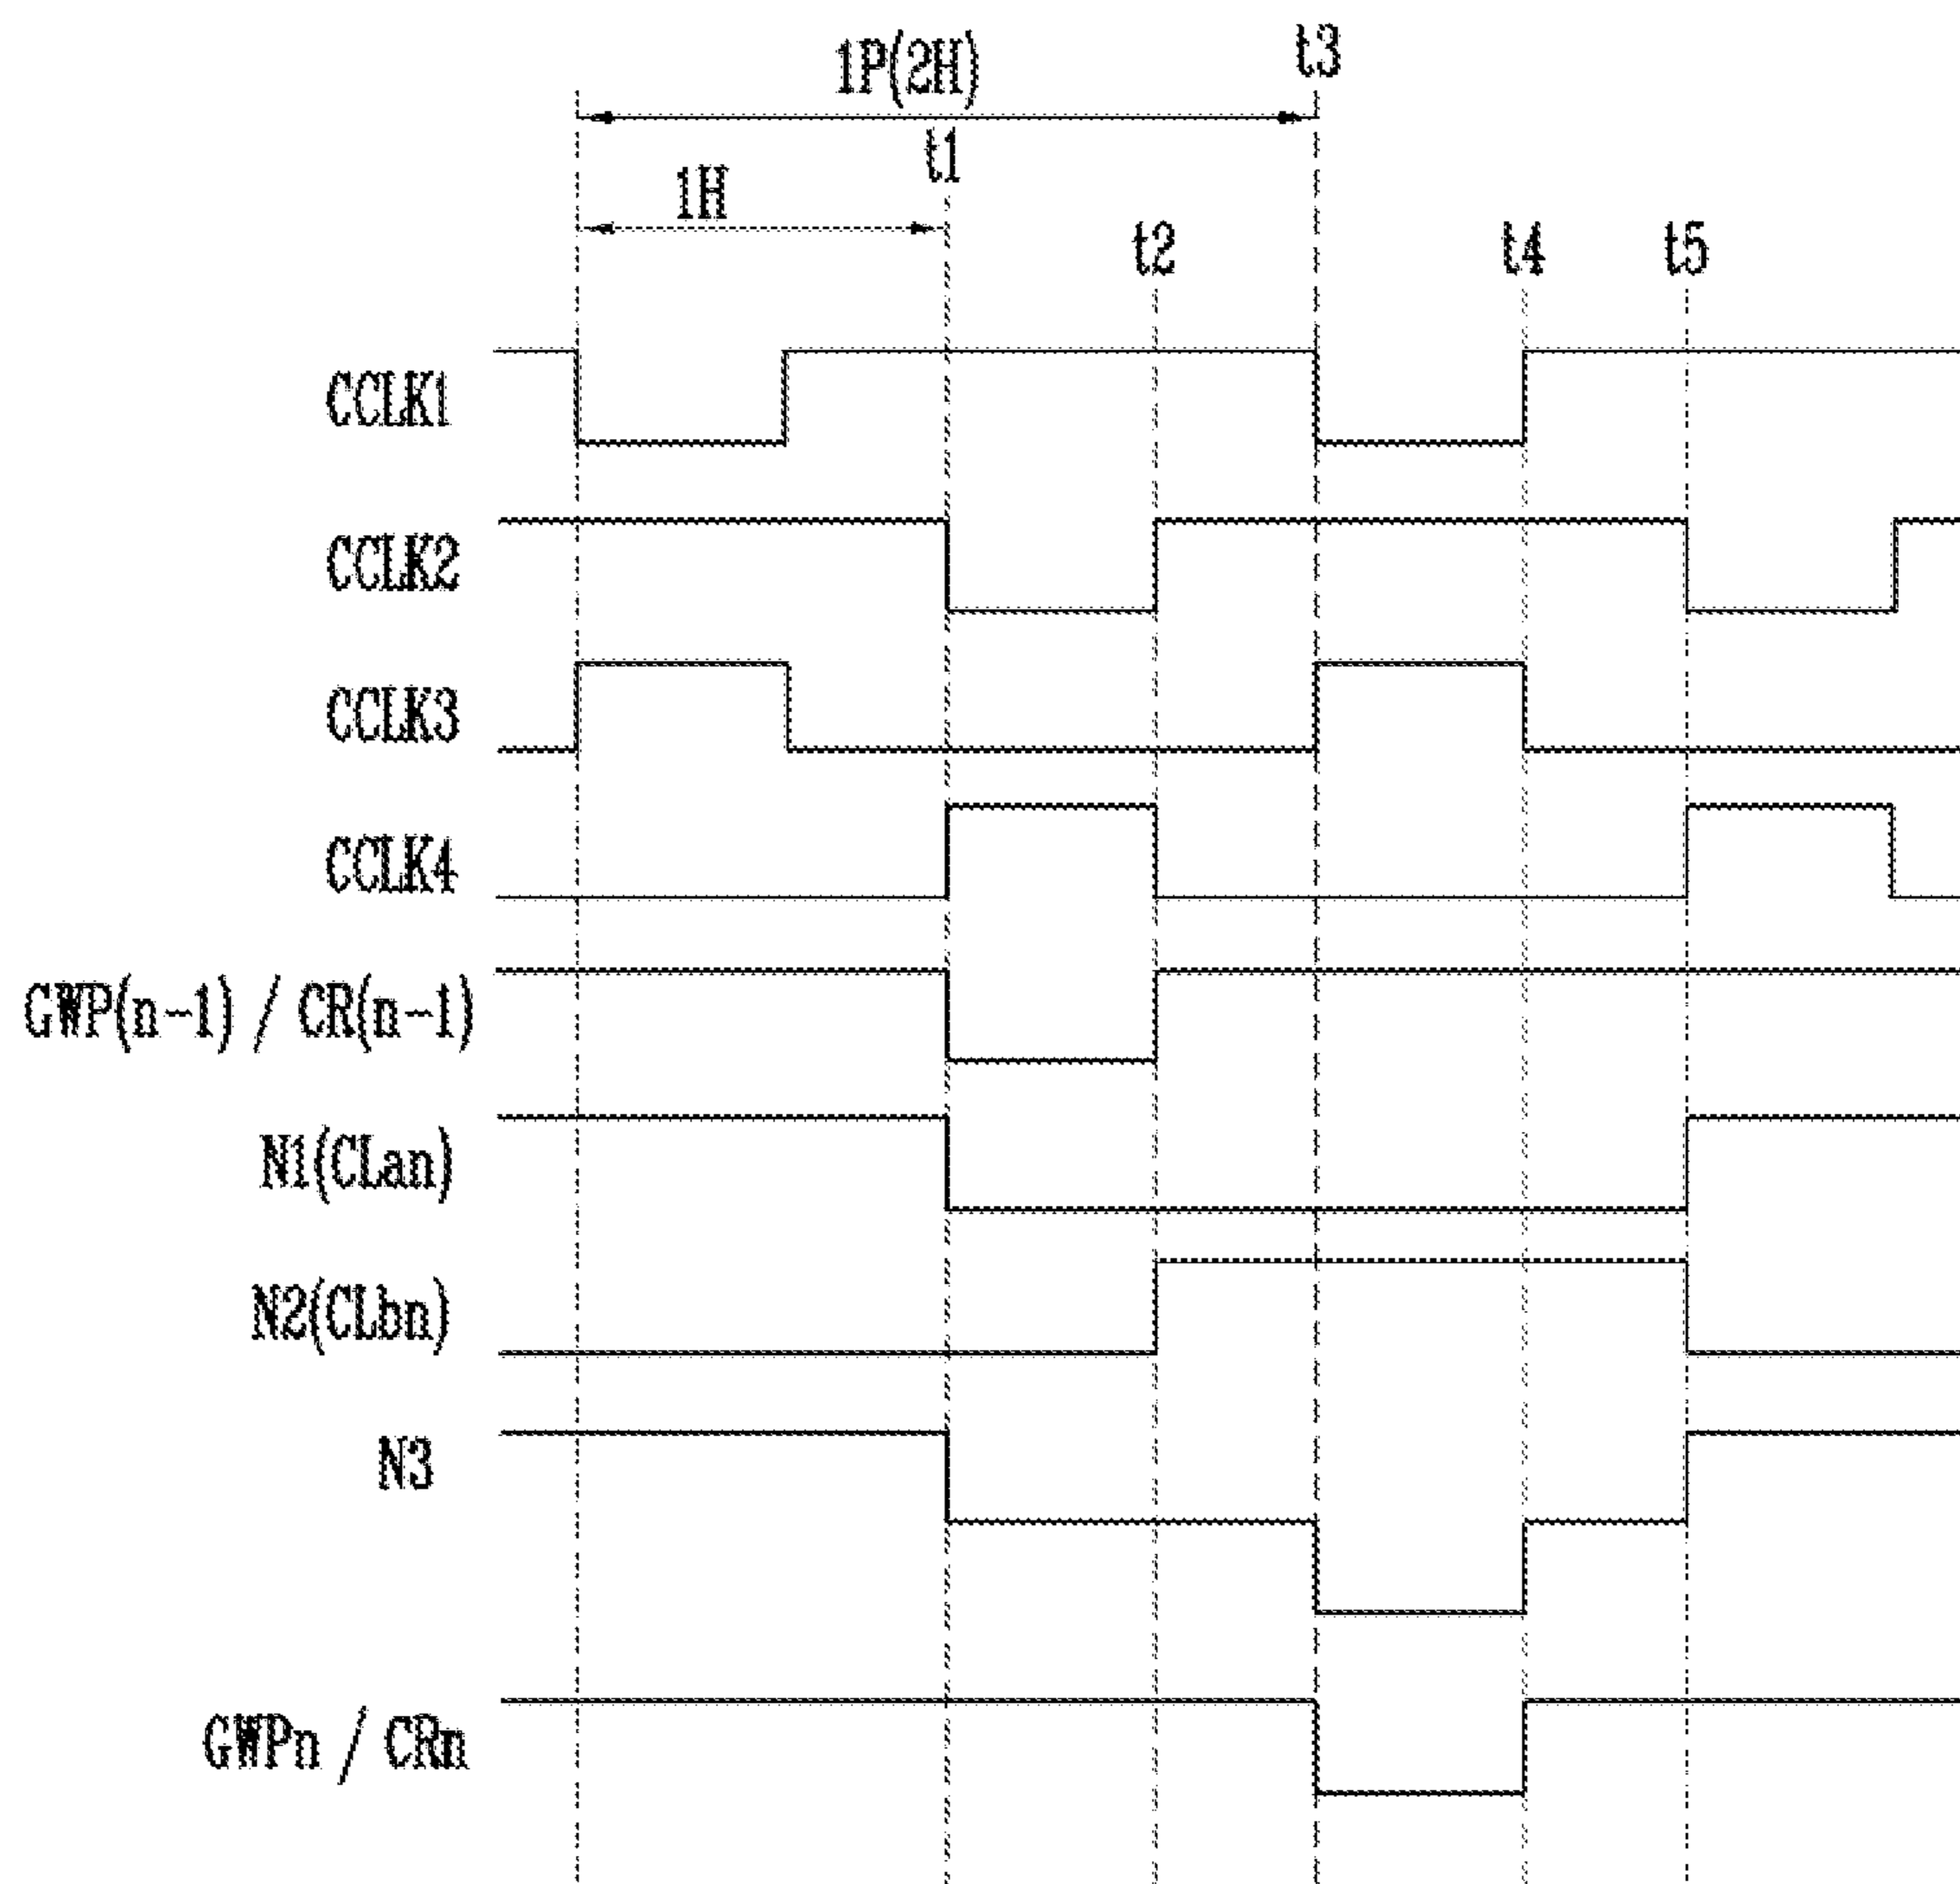 1P(2H)
t3
t1
1H
t2
t4
t5
CCLK1
CCLK2
CCLK3
CCLK4
GWP(n-1) / CR(n-1)
N1(CLan)
N2(CLbn)
N3
GWPn / CRn